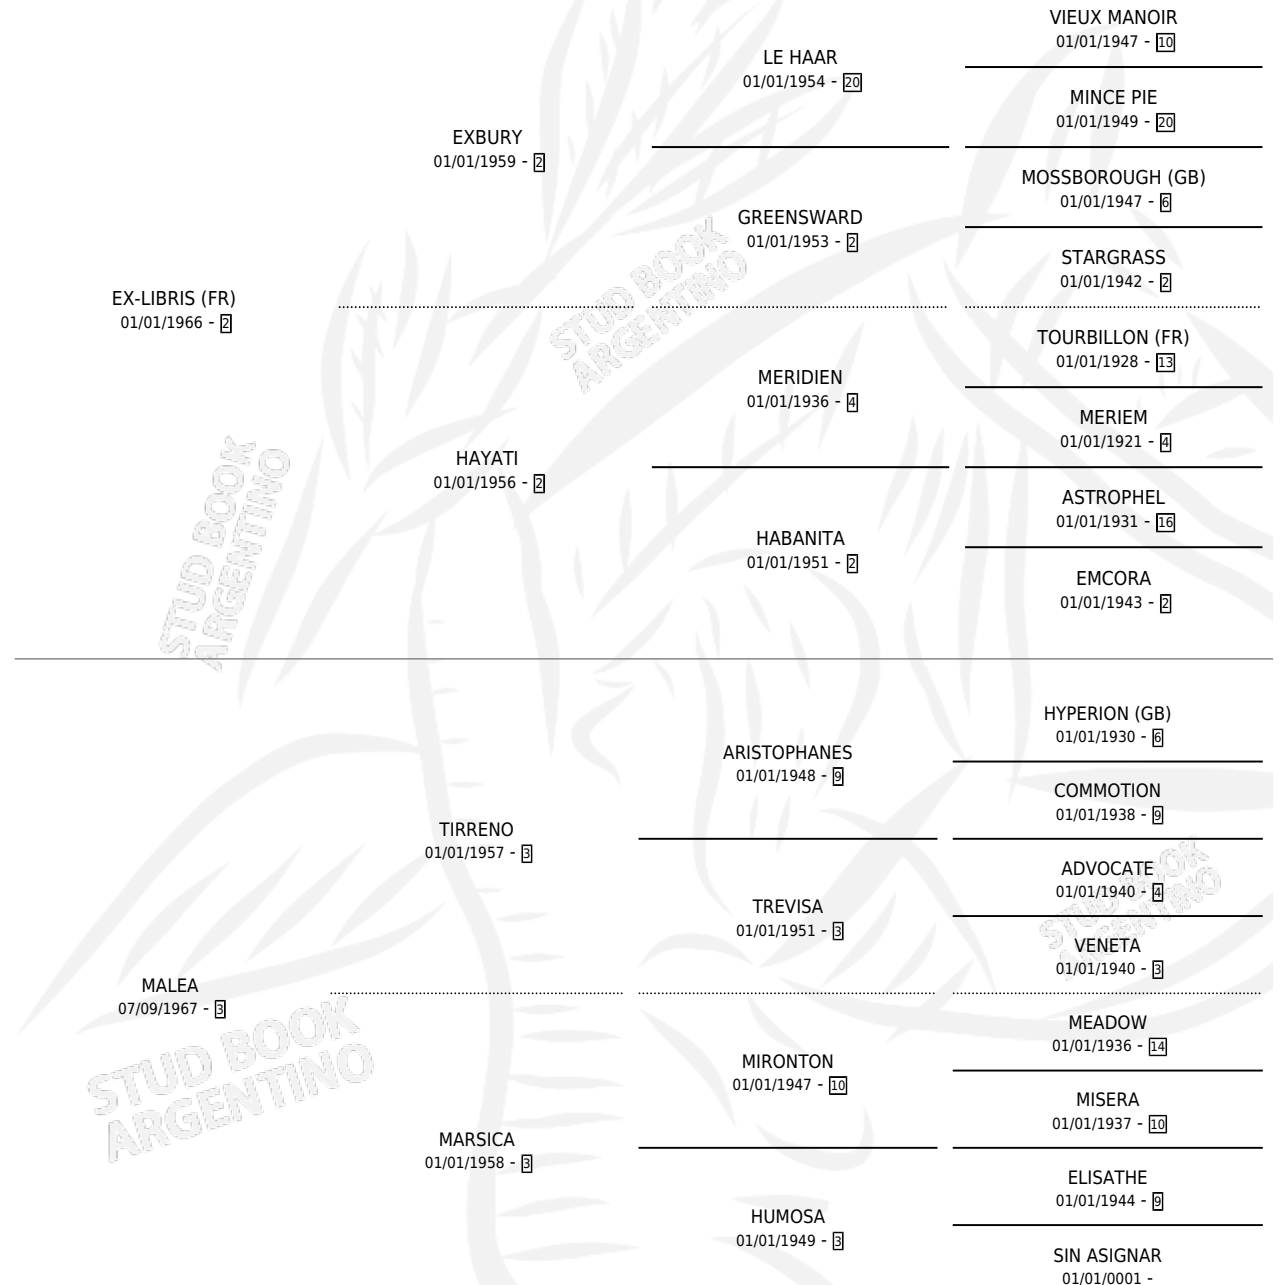 VIEUX MANOIR
01/01/1947 - 10
LE HAAR
01/01/1954 - 20
MINCE PIE
01/01/1949 - 20
EXBURY
01/01/1959 - 2
MOSSBOROUGH (GB)
01/01/1947 - 6
GREENSWARD
01/01/1953 - 2
STARGRASS
01/01/1942 - 2
STUD BOOK
ARGENTINO
EX-LIBRIS (FR)
01/01/1966 - 2
TOURBILLON (FR)
01/01/1928 - 13
MERIDIEN
01/01/1936 - 4
MERIEM
01/01/1921 - 4
HAYATI
01/01/1956 - 2
ASTROPHEL
01/01/1931 - 16
HABANITA
01/01/1951 - 2
EMCORA
01/01/1943 - 2
STUD BOOK
ARGENTINO
HYPERION (GB)
01/01/1930 - 6
ARISTOPHANES
01/01/1948 - 9
COMMOTION
01/01/1938 - 9
TIRRENO
01/01/1957 - 3
ADVOCATE
01/01/1940 - 4
TREVISA
01/01/1951 - 3
VENETA
01/01/1940 - 3
STUD BOOK
ARGENTINO
MALEA
07/09/1967 - 3
MEADOW
01/01/1936 - 14
MIRONTON
01/01/1947 - 10
MISERA
01/01/1937 - 10
STUD BOOK
ARGENTINO
MARSICA
01/01/1958 - 3
ELISATHE
01/01/1944 - 9
HUMOSA
01/01/1949 - 3
SIN ASIGNAR
01/01/0001 -